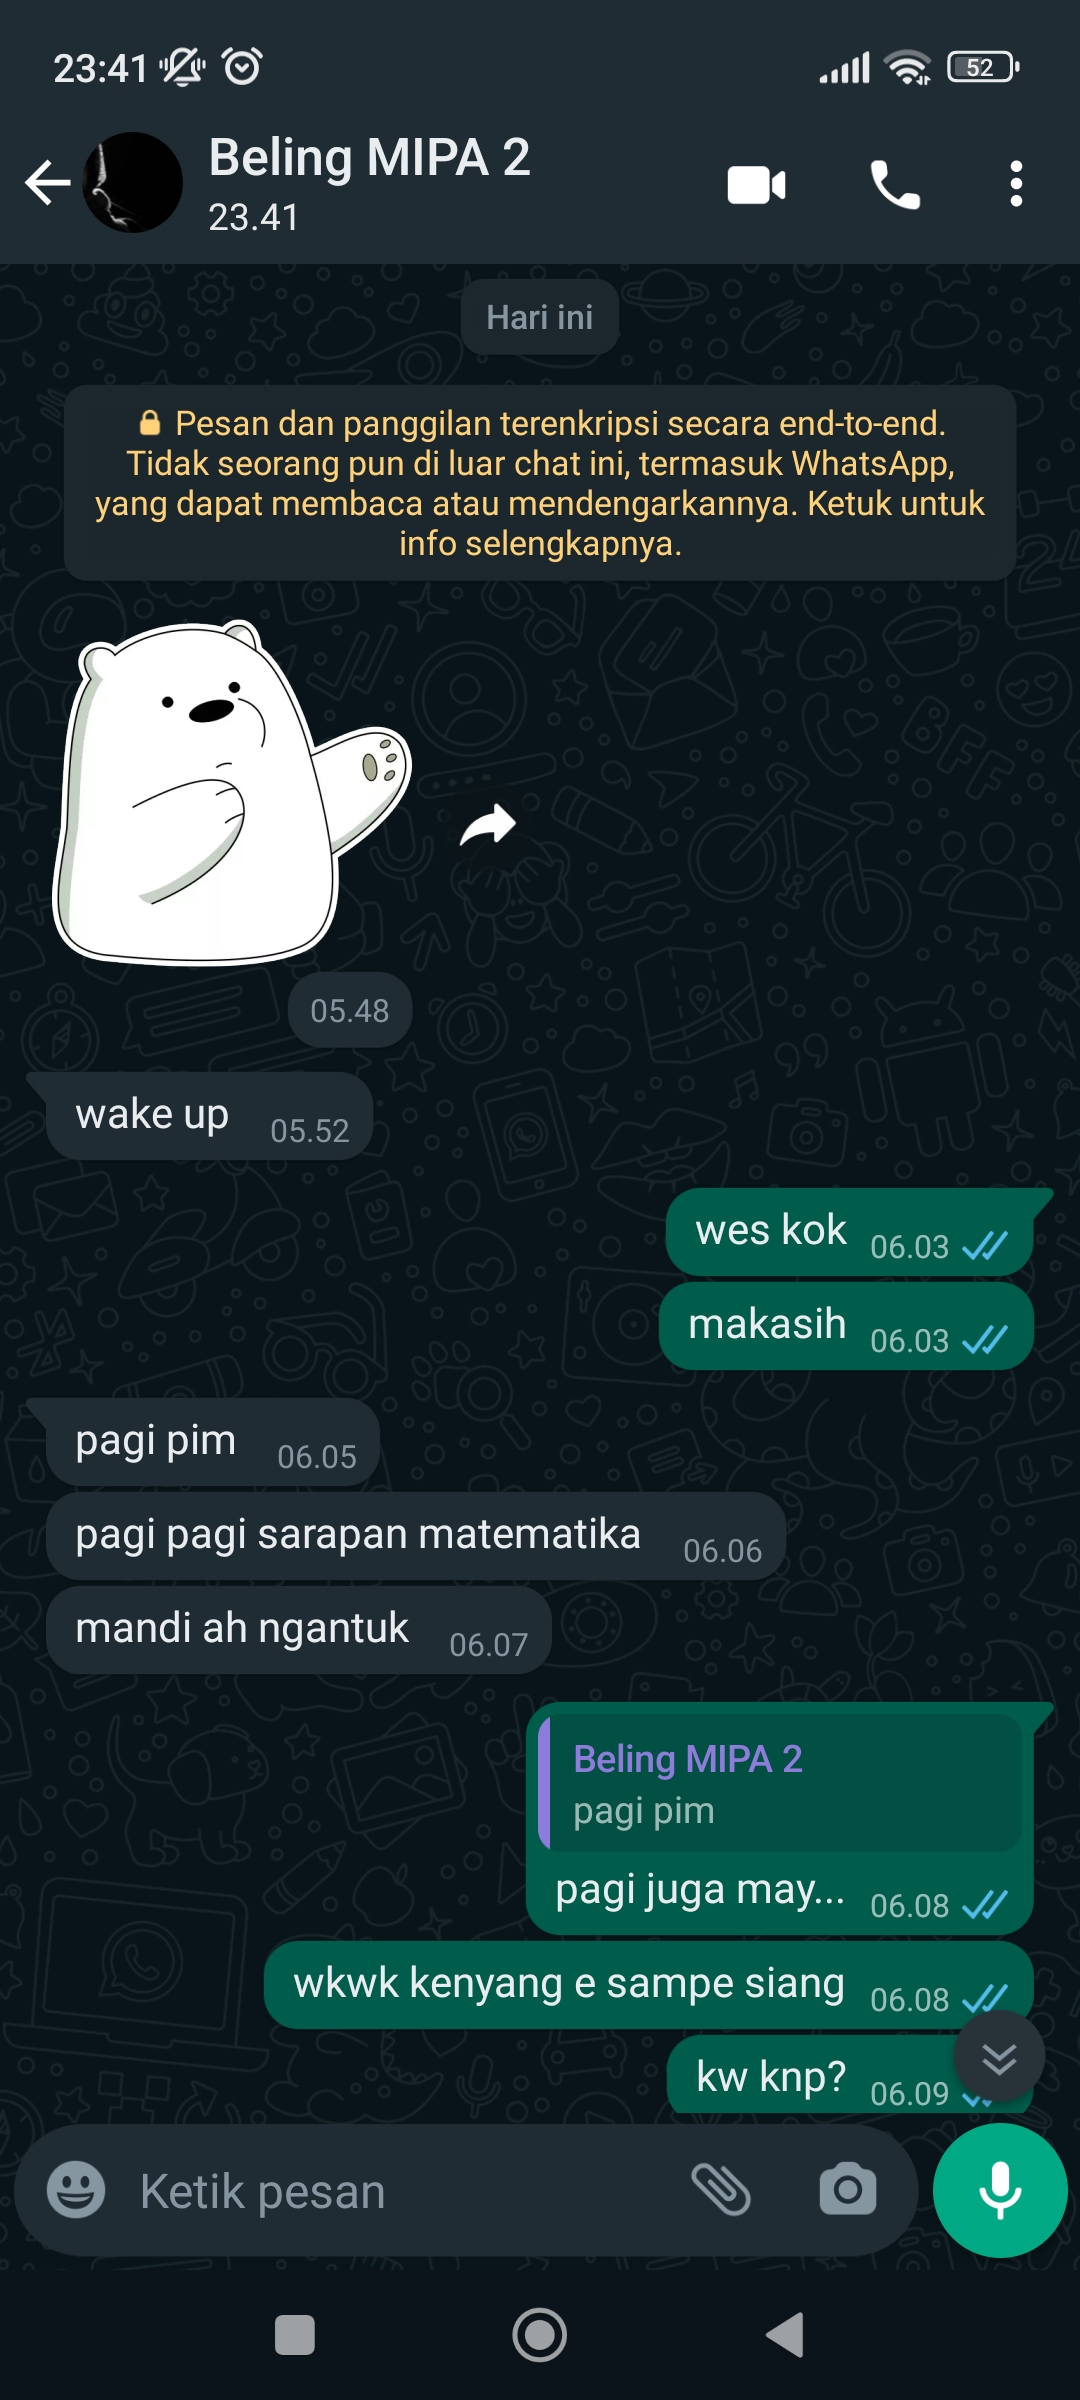 23:41
52
Beling MIPA 2
23.41
Hari ini
Pesan dan panggilan terenkripsi secara end-to-end.
Tidak seorang pun di luar chat ini, termasuk WhatsApp,
yang dapat membaca atau mendengarkannya. Ketuk untuk
info selengkapnya.
05.48
wake up 05.52
wes kok 06.03
makasih 06.03
pagi pim 06.05
pagi pagi sarapan matematika 06.06
mandi ah ngantuk 06.07
Beling MIPA 2
pagi pim
pagi juga may... 06.08
wkwk kenyang e sampe siang 06.08
kw knp? 06.09
Ketik pesan